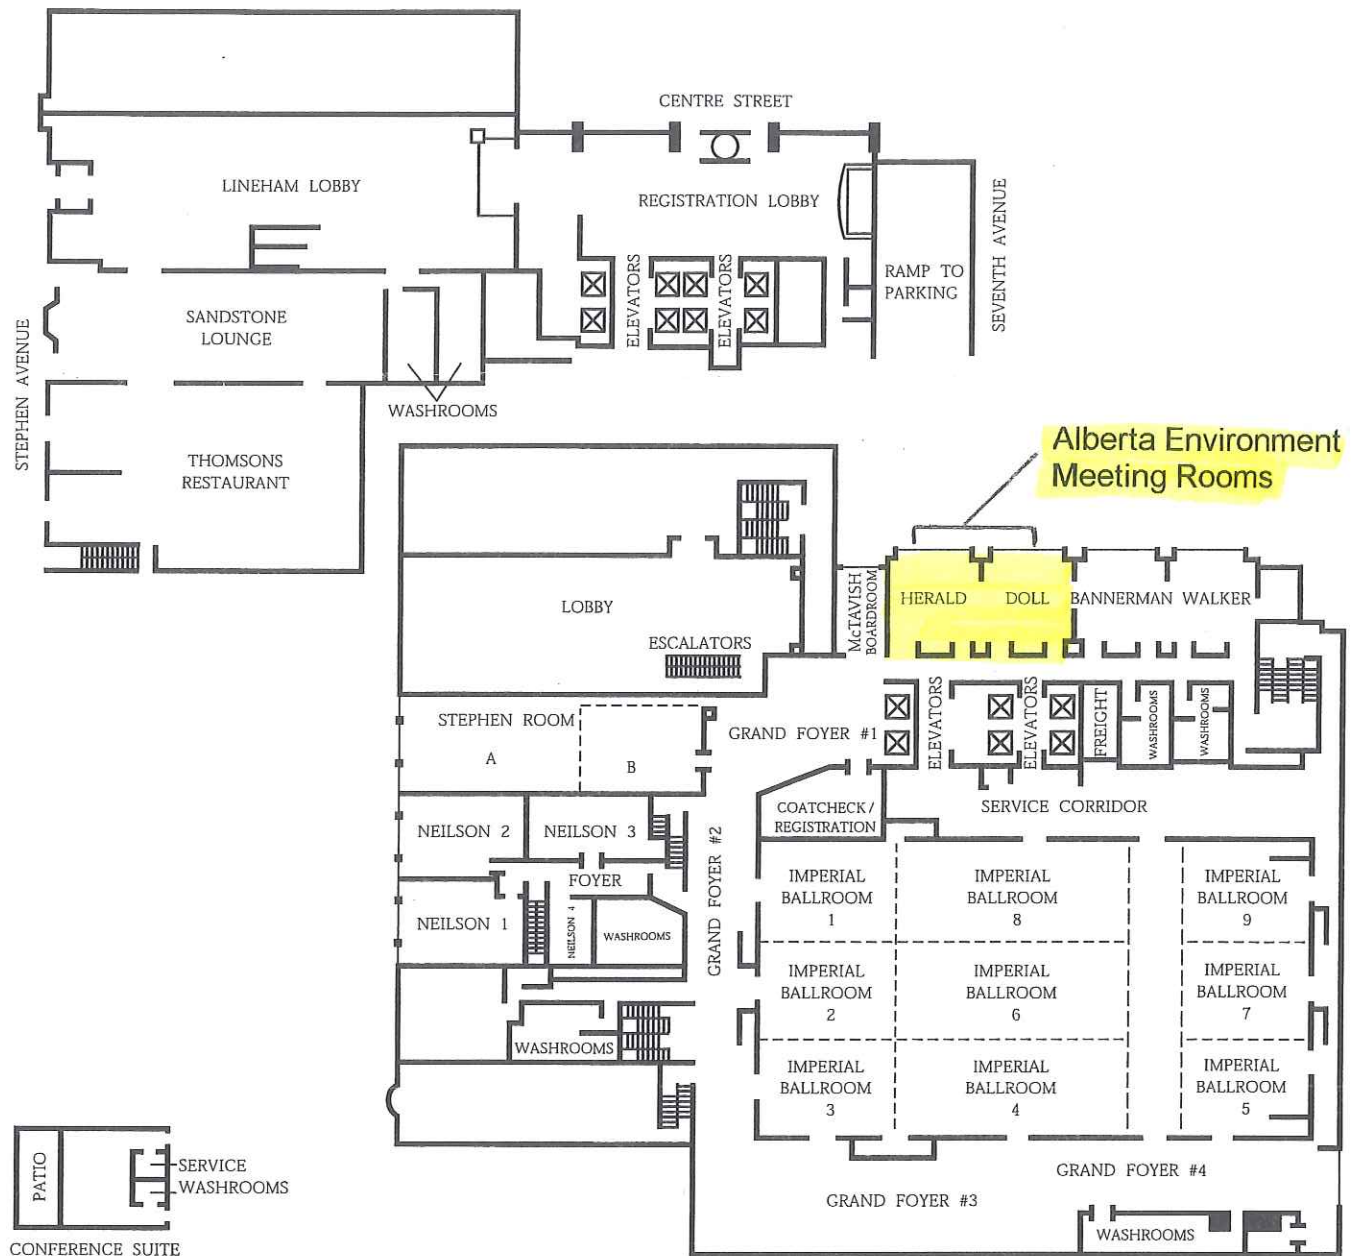 CENTRE STREET
LINEHAM LOBBY
REGISTRATION LOBBY
SEVENTH AVENUE
ELEVATORS
ELEVATORS
RAMP TO
PARKING
STEPHEN AVENUE
SANDSTONE
LOUNGE
WASHROOMS
THOMSONS
RESTAURANT
Alberta Environment
Meeting Rooms
LOBBY
ESCALATORS
McTAVISH
BOARDROOM
HERALD
DOLL
BANNERMAN
WALKER
STEPHEN ROOM
A
B
GRAND FOYER #1
ELEVATORS
ELEVATORS
FREIGHT
WASHROOMS
WASHROOMS
COATCHECK /
REGISTRATION
SERVICE CORRIDOR
NEILSON 2
NEILSON 3
FOYER
GRAND FOYER #2
NEILSON 1
NEILSON 4
WASHROOMS
IMPERIAL
BALLROOM
1
IMPERIAL
BALLROOM
8
IMPERIAL
BALLROOM
9
IMPERIAL
BALLROOM
2
IMPERIAL
BALLROOM
6
IMPERIAL
BALLROOM
7
WASHROOMS
IMPERIAL
BALLROOM
3
IMPERIAL
BALLROOM
4
IMPERIAL
BALLROOM
5
GRAND FOYER #4
GRAND FOYER #3
WASHROOMS
PATIO
SERVICE
WASHROOMS
CONFERENCE SUITE